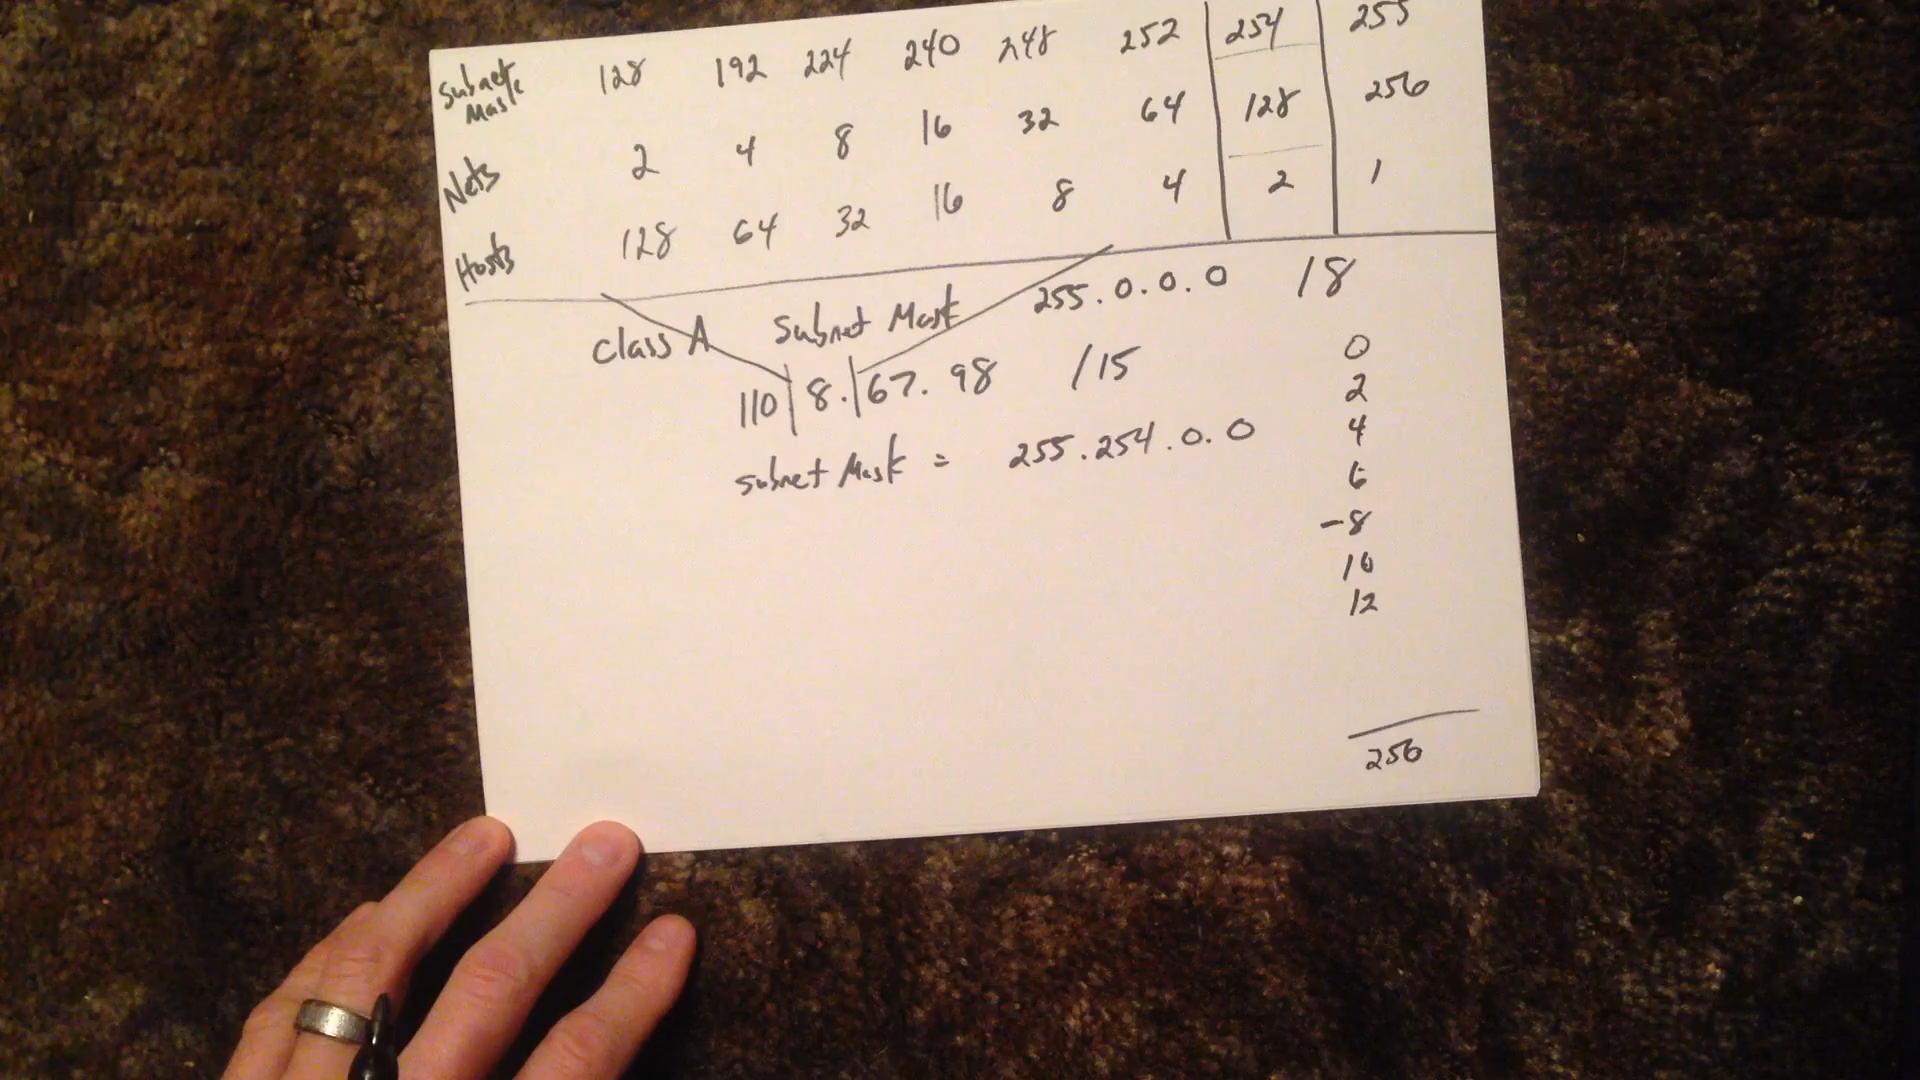 Subnet Mask 128 192 224 240 248 252 254 255
Nets 2 4 8 16 32 64 128 256
Hosts 128 64 32 16 8 4 2 1
class A Subnet Mask 255.0.0.0 /8
110 8. 67. 98 /15
subnet Mask = 255.254.0.0
0
2
4
6
-8
10
12
256